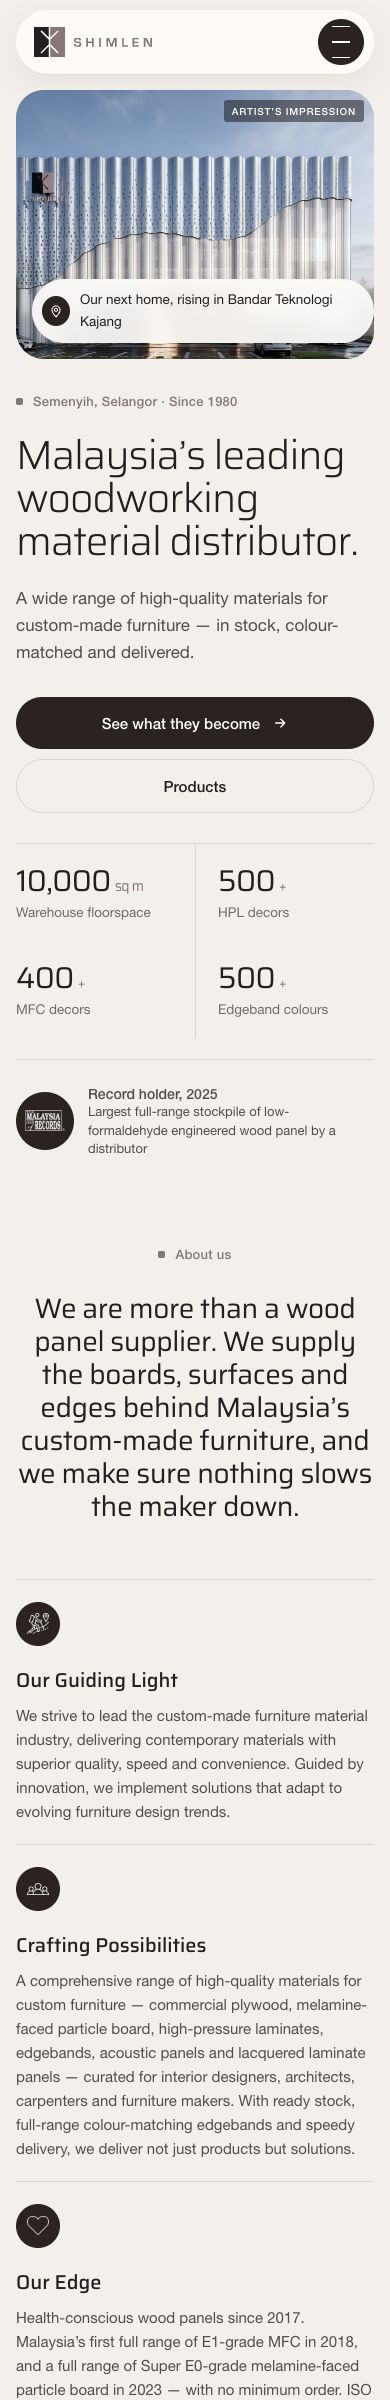 SHIMLEN
ARTIST'S IMPRESSION
Our next home, rising in Bandar Teknologi
Kajang
Semenyih, Selangor · Since 1980
Malaysia's leading
woodworking
material distributor.
A wide range of high-quality materials for
custom-made furniture — in stock, colour-
matched and delivered.
See what they become →
Products
10,000 sq m
Warehouse floorspace
500 +
HPL decors
400 +
MFC decors
500 +
Edgeband colours
MALAYSIA
RECORDS
Record holder, 2025
Largest full-range stockpile of low-
formaldehyde engineered wood panel by a
distributor
About us
We are more than a wood
panel supplier. We supply
the boards, surfaces and
edges behind Malaysia's
custom-made furniture, and
we make sure nothing slows
the maker down.
Our Guiding Light
We strive to lead the custom-made furniture material
industry, delivering contemporary materials with
superior quality, speed and convenience. Guided by
innovation, we implement solutions that adapt to
evolving furniture design trends.
Crafting Possibilities
A comprehensive range of high-quality materials for
custom furniture — commercial plywood, melamine-
faced particle board, high-pressure laminates,
edgebands, acoustic panels and lacquered laminate
panels — curated for interior designers, architects,
carpenters and furniture makers. With ready stock,
full-range colour-matching edgebands and speedy
delivery, we deliver not just products but solutions.
Our Edge
Health-conscious wood panels since 2017.
Malaysia's first full range of E1-grade MFC in 2018,
and a full range of Super E0-grade melamine-faced
particle board in 2023 — with no minimum order. ISO